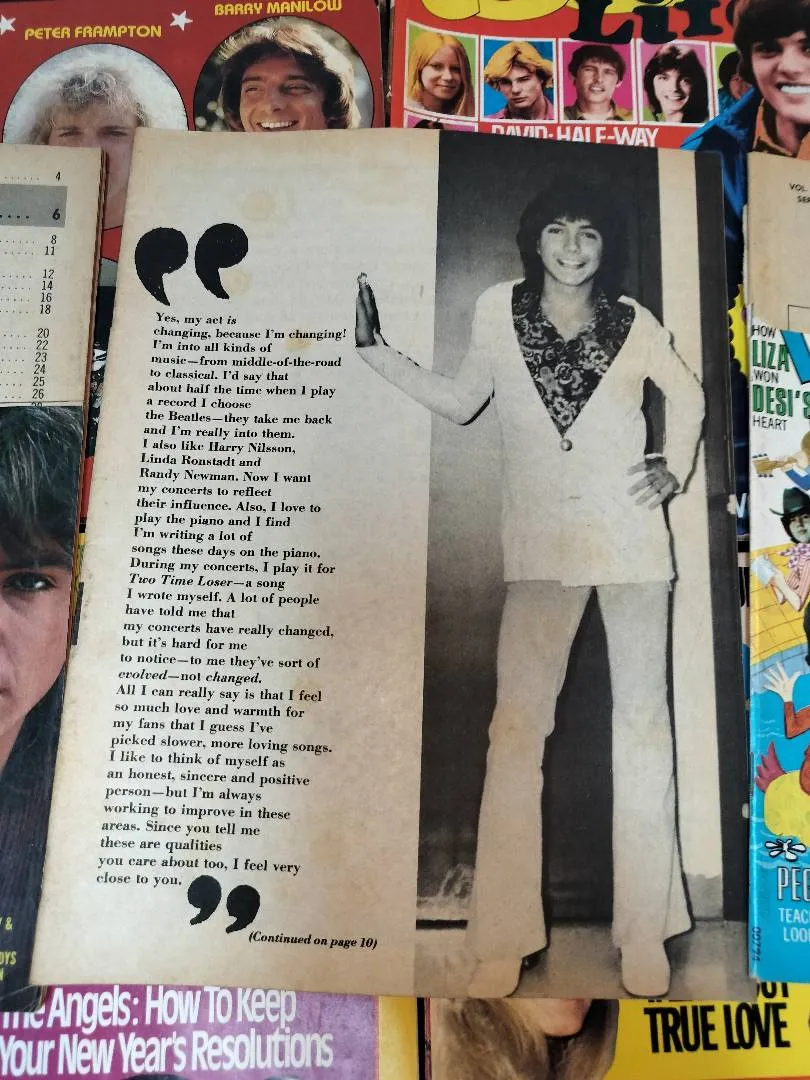 PETER FRAMPTON
BARRY MANILOW
Life
DAVID: HALF-WAY
4
6
8
11
12
14
16
18
20
22
23
24
25
26
Yes, my act is
changing, because I'm changing!
I'm into all kinds of
music—from middle-of-the-road
to classical. I'd say that
about half the time when I play
a record I choose
the Beatles—they take me back
and I'm really into them.
I also like Harry Nilsson,
Linda Ronstadt and
Randy Newman. Now I want
my concerts to reflect
their influence. Also, I love to
play the piano and I find
I'm writing a lot of
songs these days on the piano.
During my concerts, I play it for
Two Time Loser—a song
I wrote myself. A lot of people
have told me that
my concerts have really changed,
but it's hard for me
to notice—to me they've sort of
evolved—not changed.
All I can really say is that I feel
so much love and warmth for
my fans that I guess I've
picked slower, more loving songs.
I like to think of myself as
an honest, sincere and positive
person—but I'm always
working to improve in these
areas. Since you tell me
these are qualities
you care about too, I feel very
close to you.
(Continued on page 10)
VOL.
HOW
LIZA
WON
DESI'S
HEART
The Angels: How To Keep
Your New Year's Resolutions
TRUE LOVE